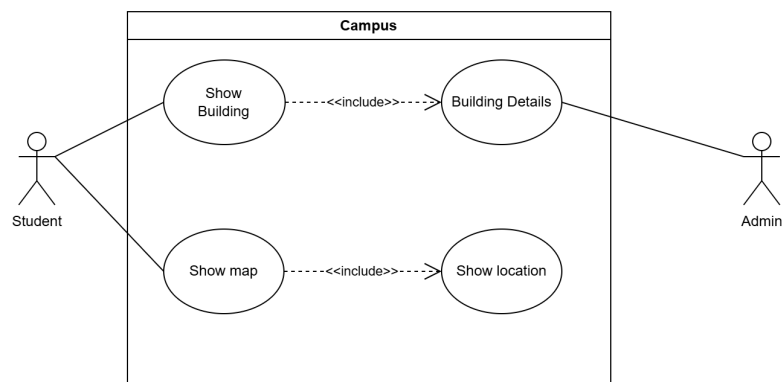 Campus
Show
Building
<<include>>
Building Details
Student
Admin
Show map
<<include>>
Show location